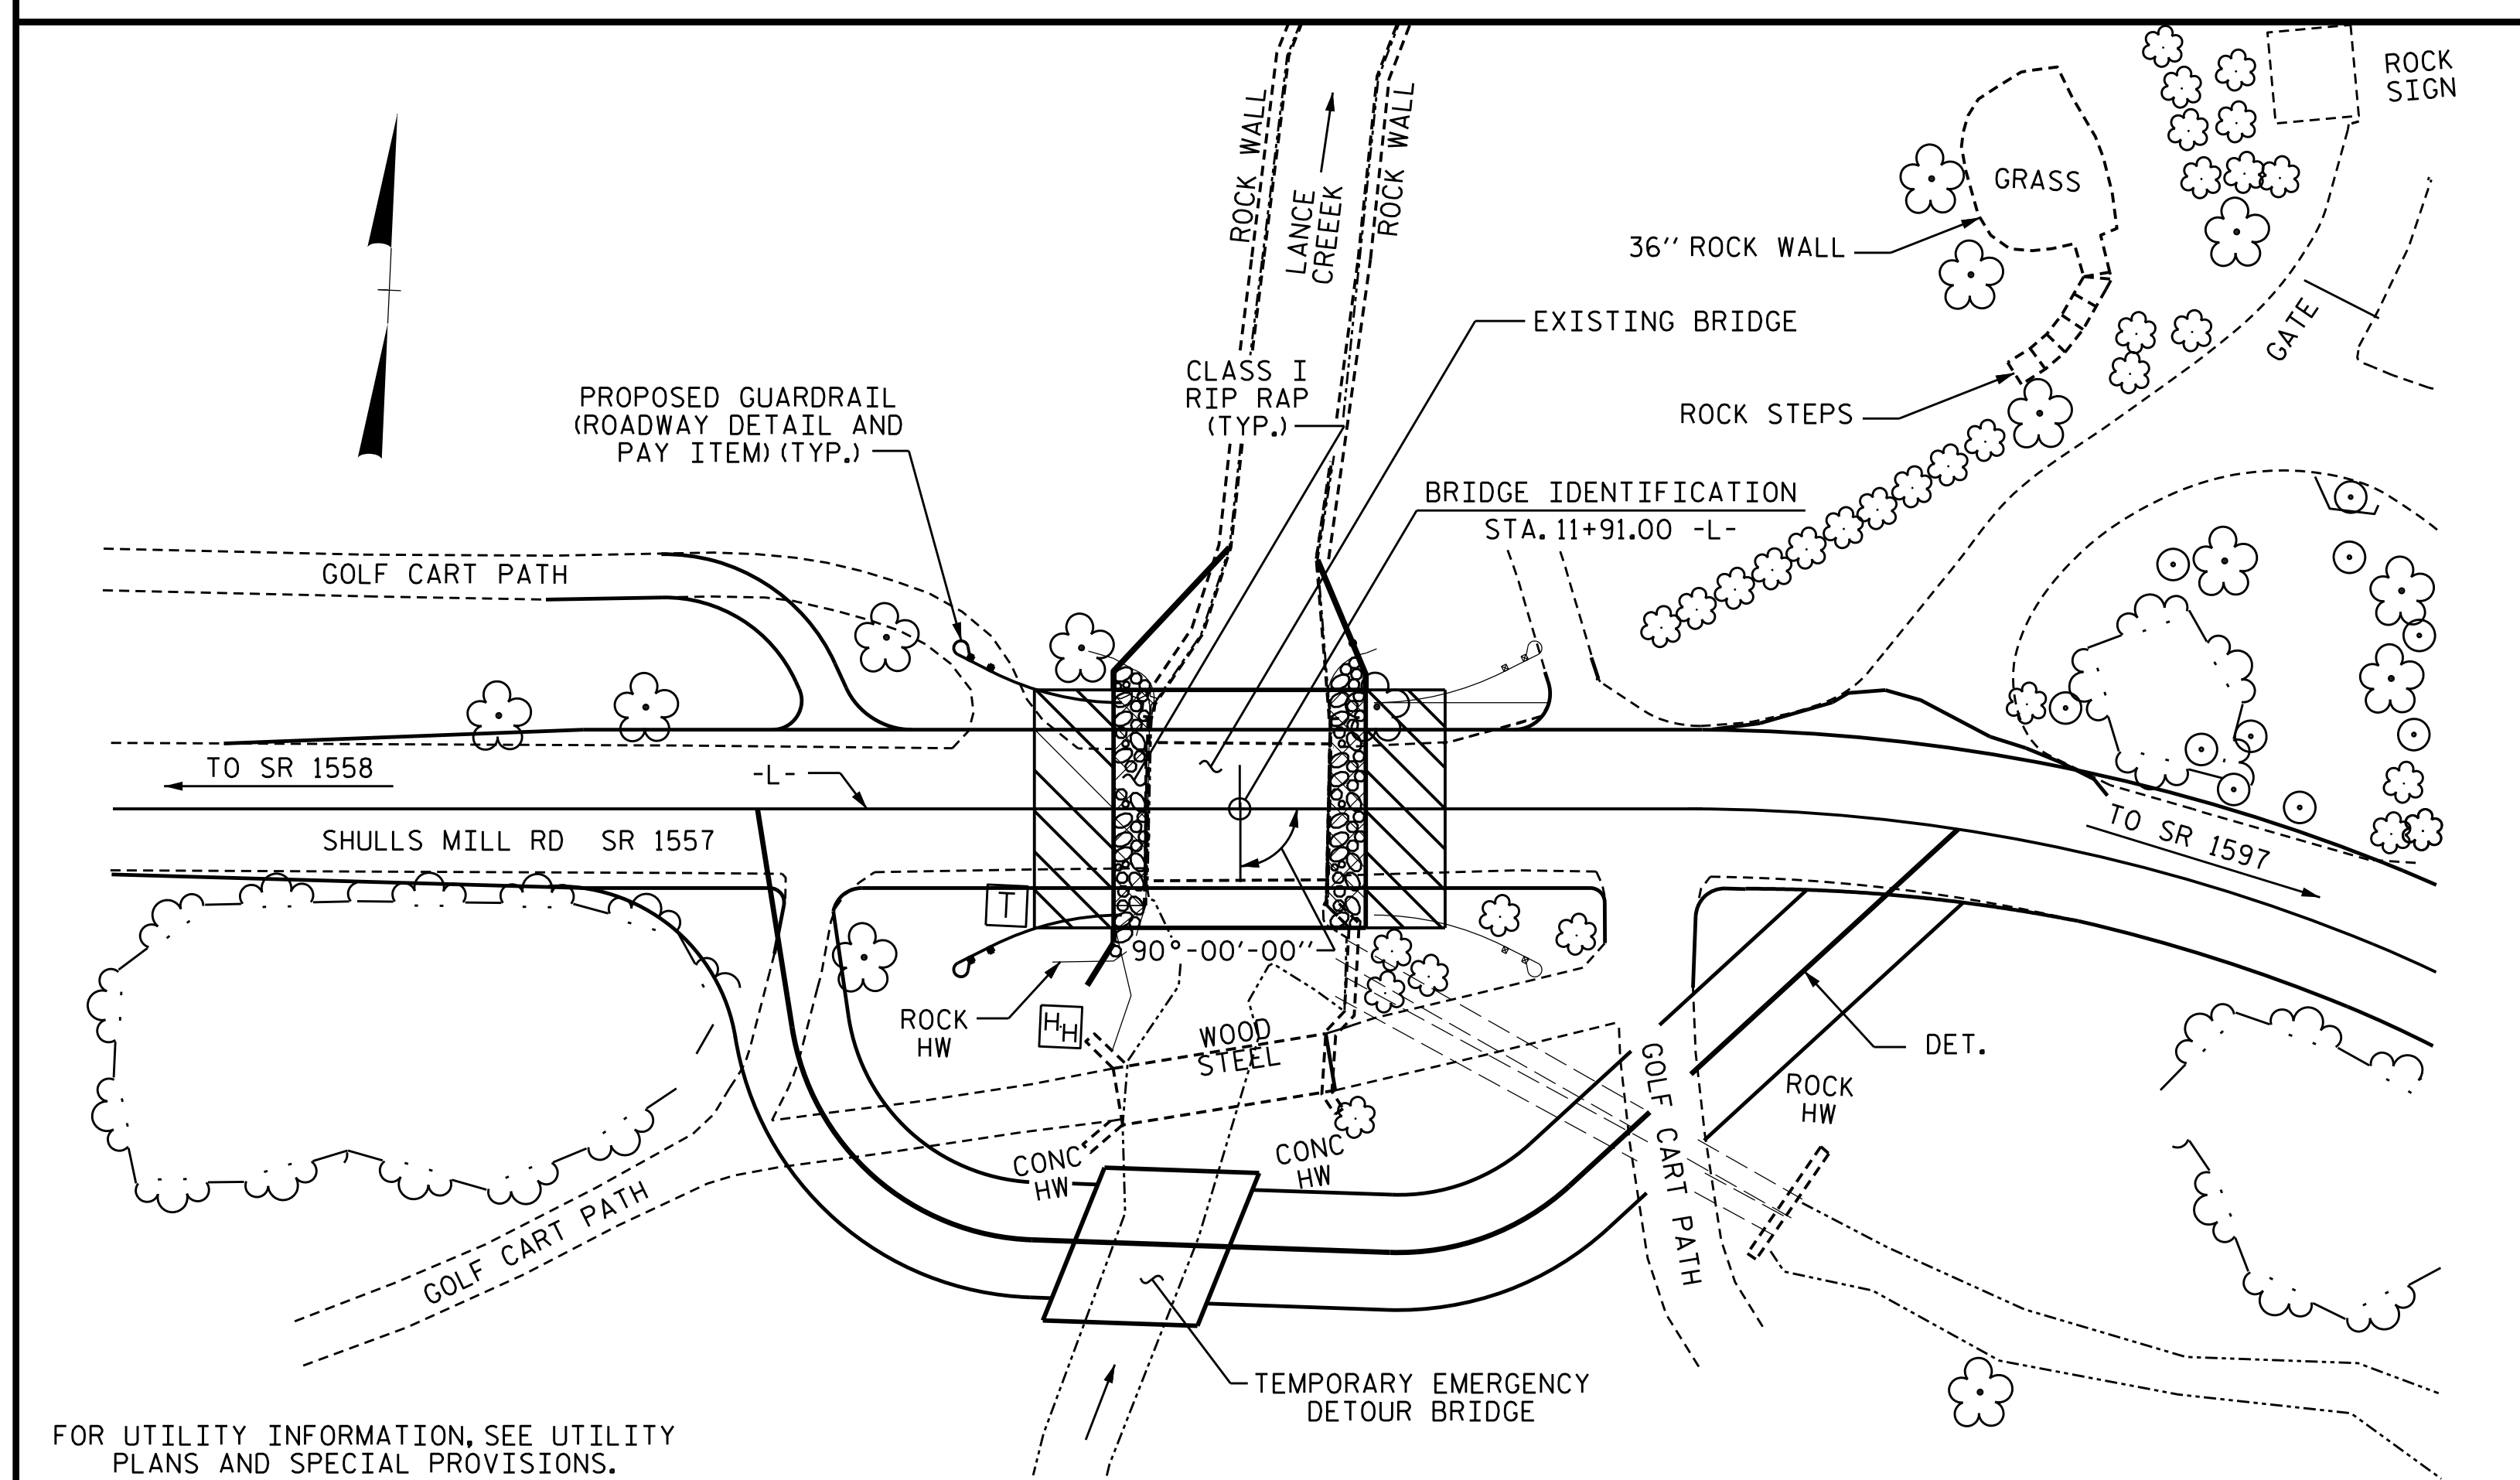 ROCK
SIGN
ROCK WALL
LANCE
CREEEK
ROCK WALL
GRASS
36" ROCK WALL
EXISTING BRIDGE
GATE
CLASS I
RIP RAP
(TYP.)
PROPOSED GUARDRAIL
(ROADWAY DETAIL AND
PAY ITEM) (TYP.)
ROCK STEPS
BRIDGE IDENTIFICATION
STA. 11+91.00 -L-
GOLF CART PATH
TO SR 1558
-L-
SHULLS MILL RD SR 1557
TO SR 1597
T
90°-00'-00"
ROCK
HW
HH
WOOD
STEEL
DET.
GOLF CART PATH
ROCK
HW
CONC
HW
CONC
HW
GOLF CART PATH
TEMPORARY EMERGENCY
DETOUR BRIDGE
FOR UTILITY INFORMATION, SEE UTILITY
PLANS AND SPECIAL PROVISIONS.